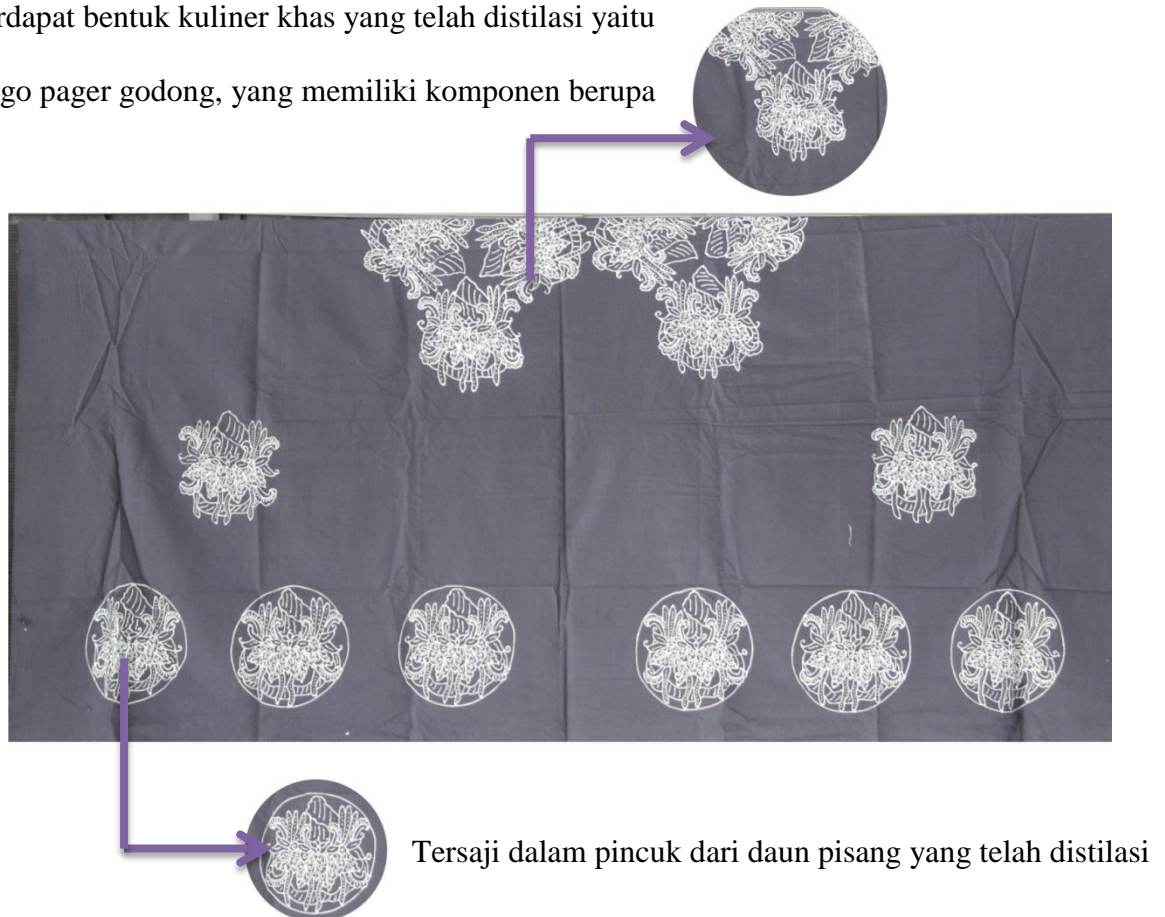 rdapat bentuk kuliner khas yang telah distilasi yaitu
go pager godong, yang memiliki komponen berupa
Tersaji dalam pincuk dari daun pisang yang telah distilasi